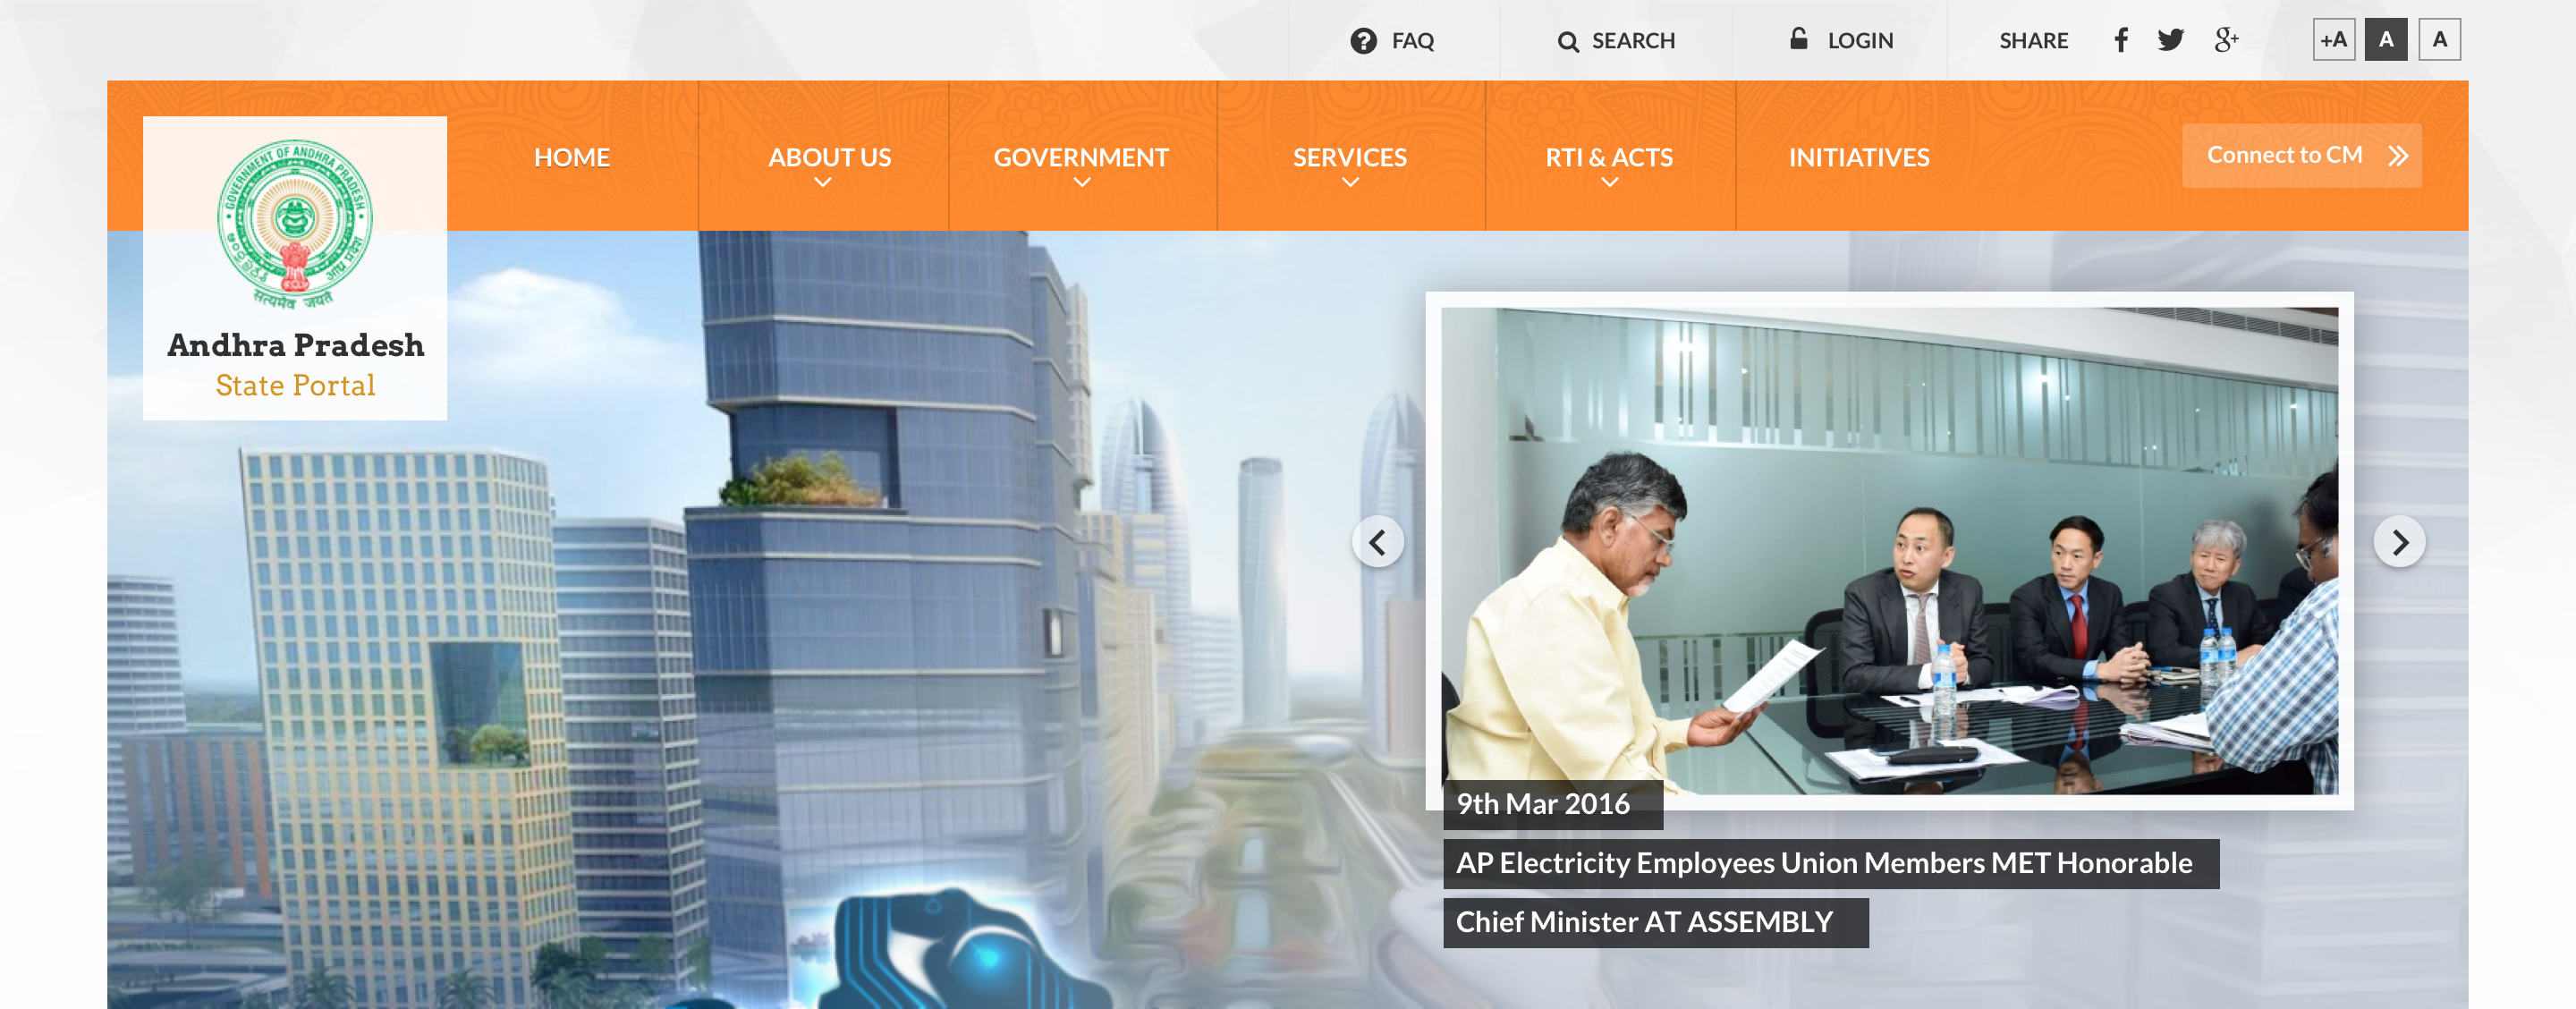 FAQ
SEARCH
LOGIN
SHARE
+A
A
A
HOME
ABOUT US
GOVERNMENT
SERVICES
RTI & ACTS
INITIATIVES
Connect to CM
GOVERNMENT OF ANDHRA PRADESH
सत्यमेव जयते
Andhra Pradesh
State Portal
9th Mar 2016
AP Electricity Employees Union Members MET Honorable
Chief Minister AT ASSEMBLY